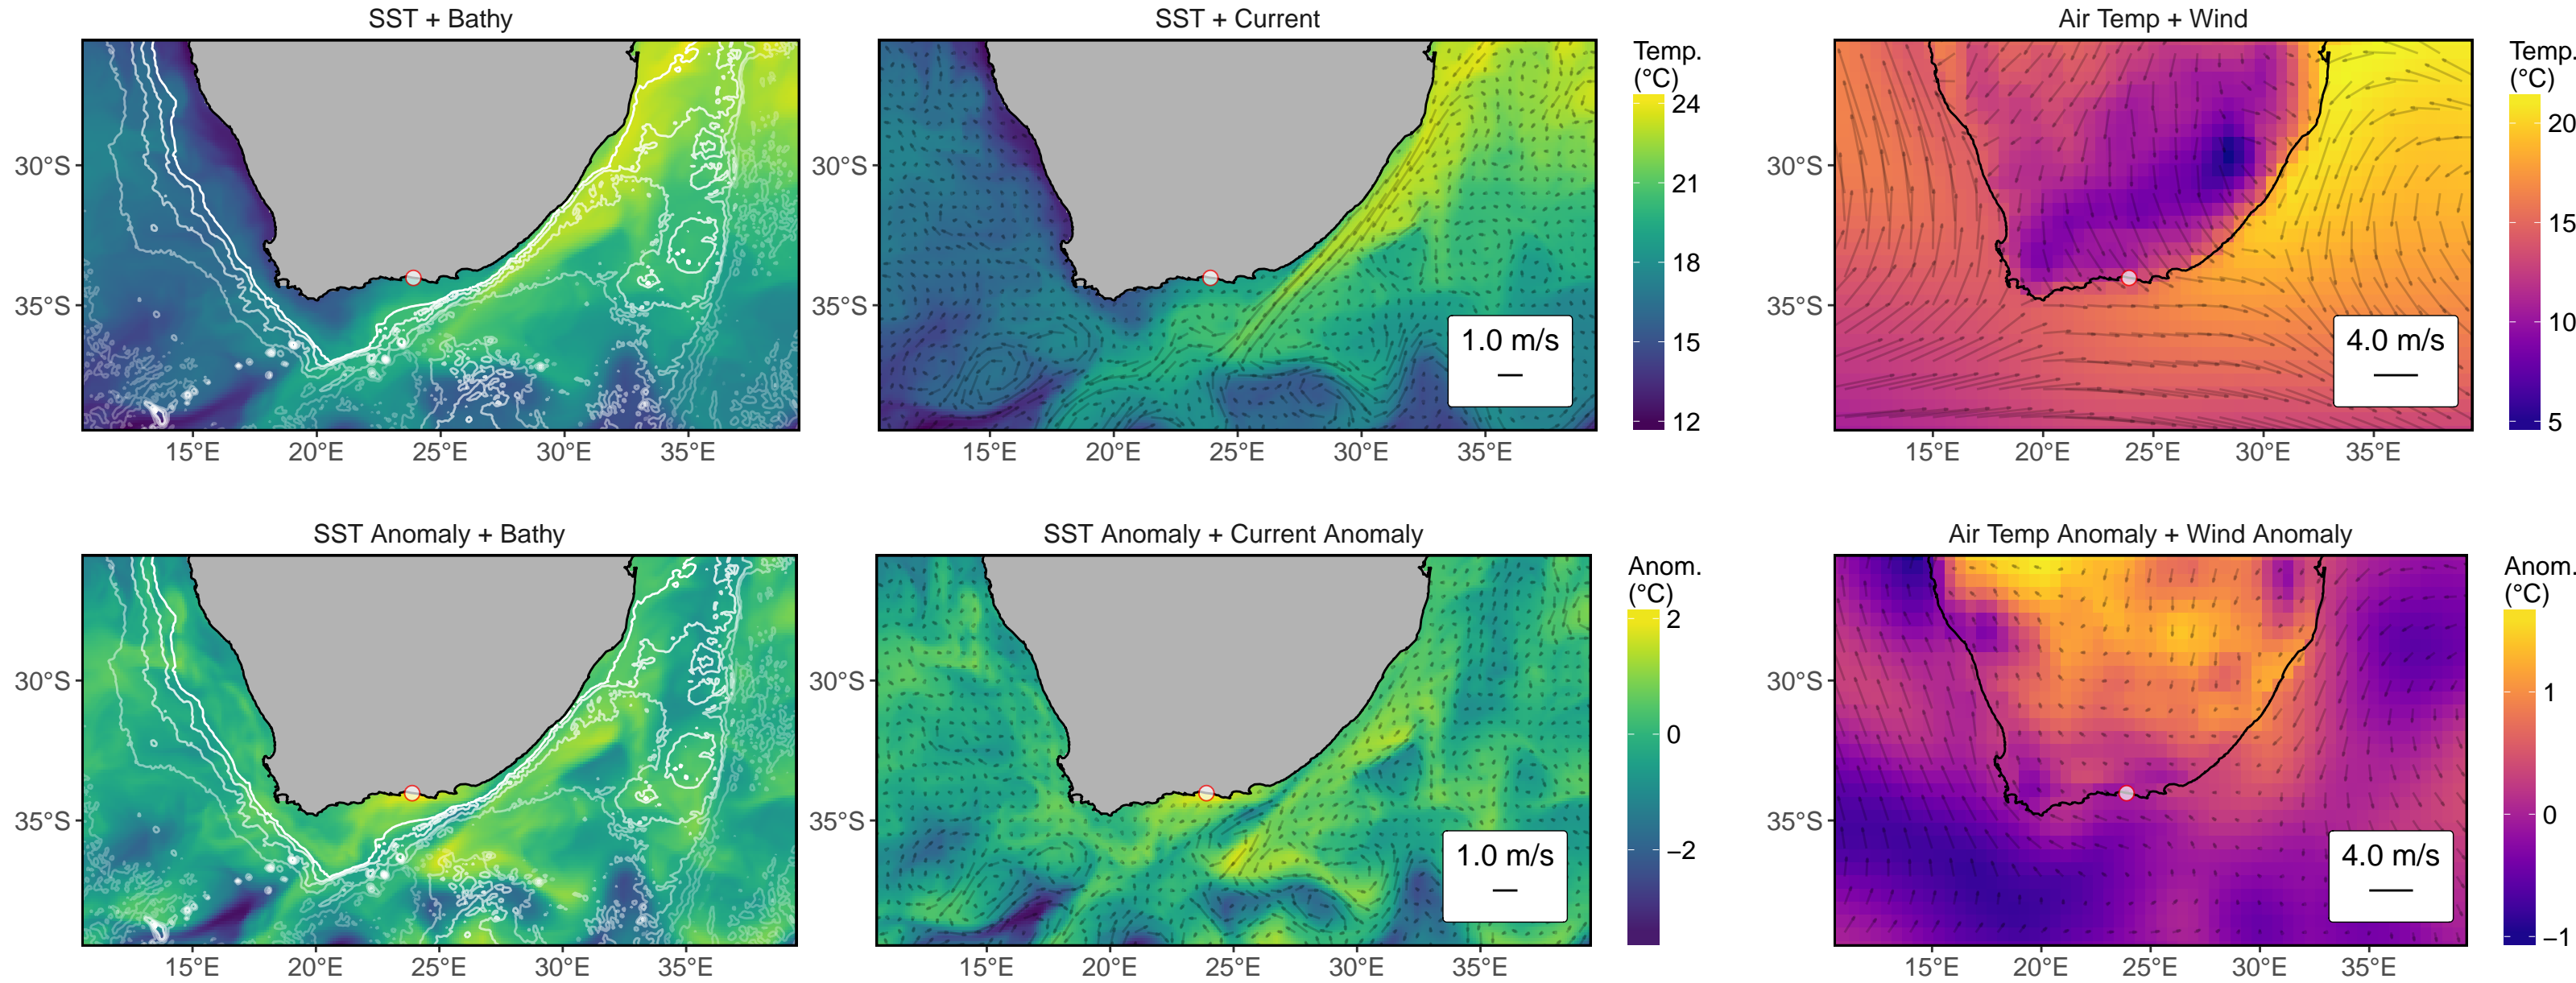 SST + Bathy
SST + Current
Air Temp + Wind
30°S
35°S
15°E
20°E
25°E
30°E
35°E
30°S
35°S
15°E
20°E
25°E
30°E
35°E
1.0 m/s
Temp.
(°C)
24
21
18
15
12
30°S
35°S
15°E
20°E
25°E
30°E
35°E
4.0 m/s
Temp.
(°C)
20
15
10
5
SST Anomaly + Bathy
SST Anomaly + Current Anomaly
Air Temp Anomaly + Wind Anomaly
30°S
35°S
15°E
20°E
25°E
30°E
35°E
30°S
35°S
15°E
20°E
25°E
30°E
35°E
1.0 m/s
Anom.
(°C)
2
0
−2
30°S
35°S
15°E
20°E
25°E
30°E
35°E
4.0 m/s
Anom.
(°C)
1
0
−1